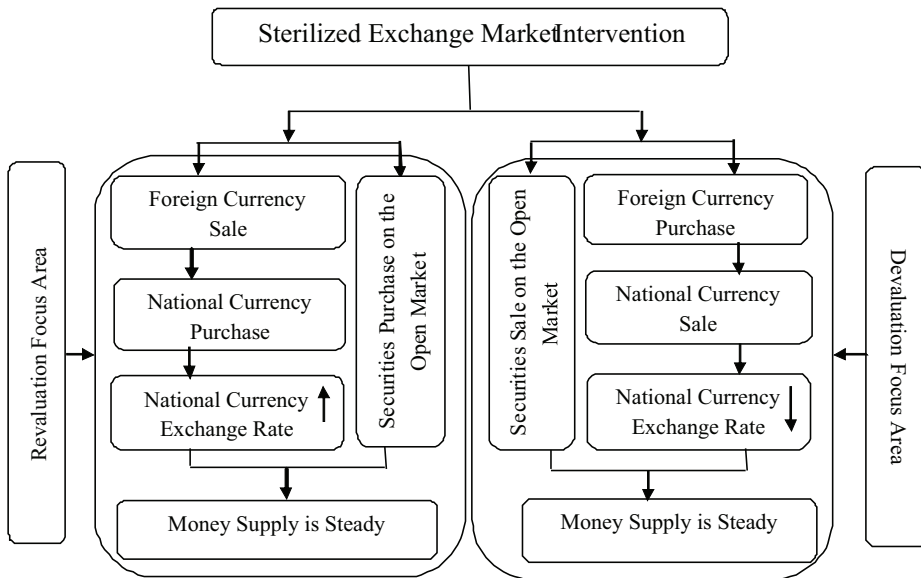 Sterilized Exchange MarketIntervention
Revaluation Focus Area
Foreign Currency
Sale
National Currency
Purchase
National Currency
Exchange Rate
Securities Purchase on the
Open Market
Money Supply is Steady
Securities Sale on the Open
Market
Foreign Currency
Purchase
National Currency
Sale
National Currency
Exchange Rate
Money Supply is Steady
Devaluation Focus Area